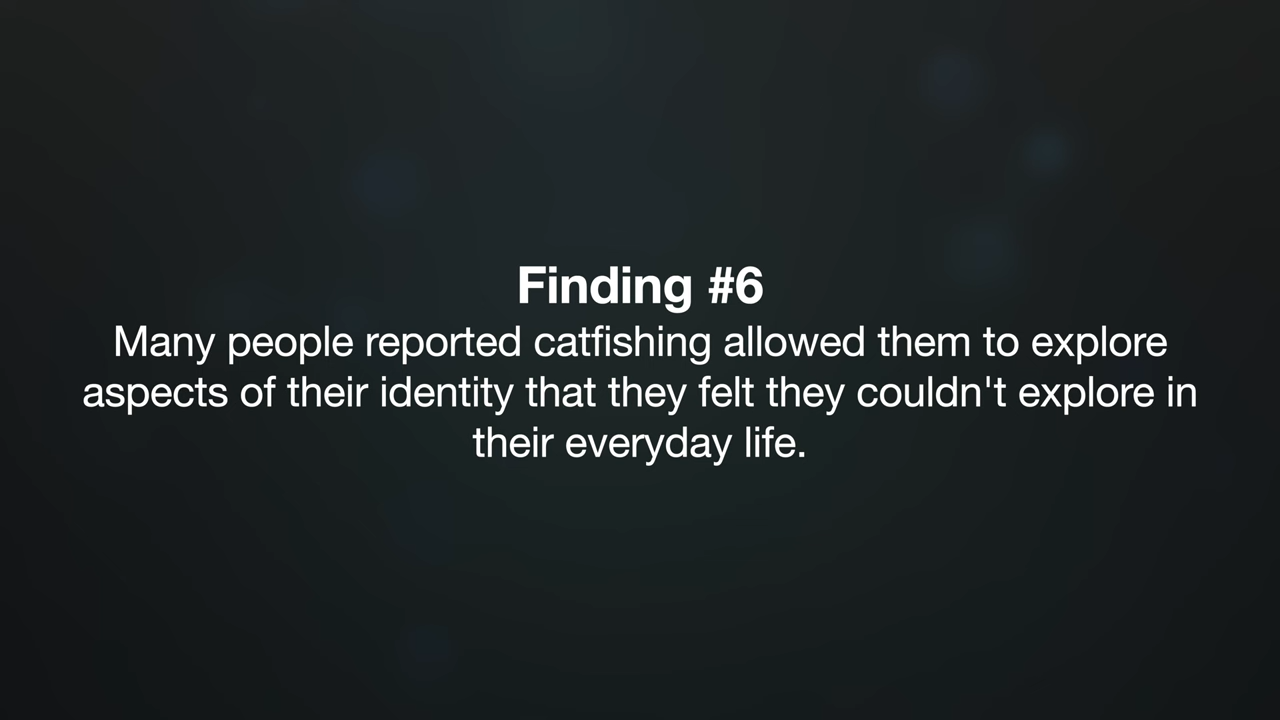 Finding #6
Many people reported catfishing allowed them to explore
aspects of their identity that they felt they couldn't explore in
their everyday life.